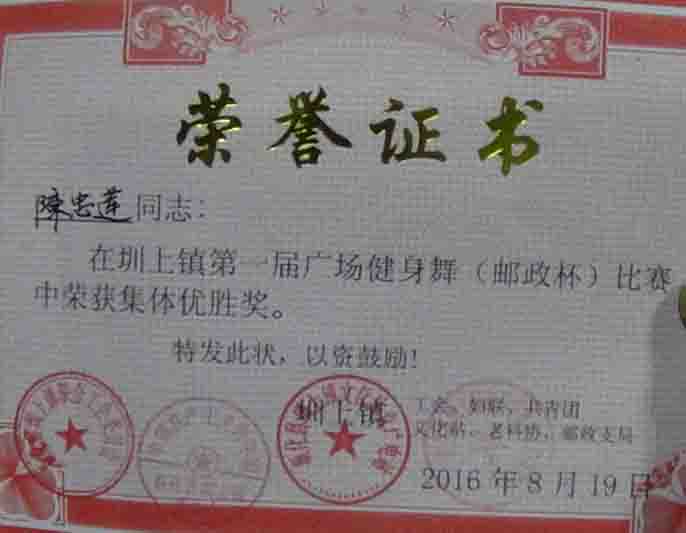 荣誉证书
陳忠莲同志:
在圳上镇第一届广场健身舞（邮政杯）比赛
中荣获集体优胜奖。
特发此状，以资鼓励!
圳上镇
工会、妇联、共青团
文化站、老科协、邮政支局
2016年8月19日